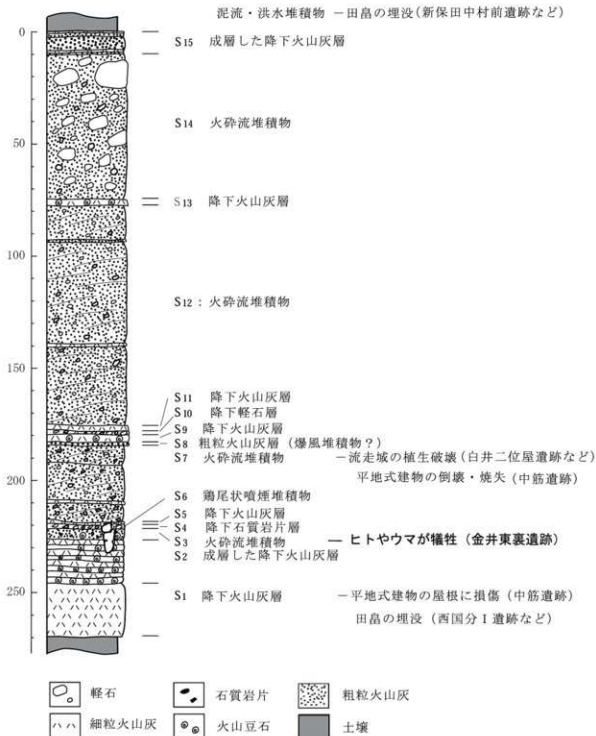 泥流・洪水堆積物 －田畠の埋没(新保田中村前遺跡など)
0
S15 成層した降下火山灰層
S14 火砕流堆積物
50
S13 降下火山灰層
100
S12：火砕流堆積物
150
S11 降下火山灰層
S10 降下軽石層
S9 降下火山灰層
S8 粗粒火山灰層（爆風堆積物？）
S7 火砕流堆積物 －流走域の植生破壊(白井二位屋遺跡など)
平地式建物の倒壊・焼失(中筋遺跡)
200
S6 鶏尾状噴煙堆積物
S5 降下火山灰層
S4 降下石質岩片層
S3 火砕流堆積物 － ヒトやウマが犠牲（金井東裏遺跡）
S2 成層した降下火山灰層
250
S1 降下火山灰層 －平地式建物の屋根に損傷(中筋遺跡)
田畠の埋没（西国分Ⅰ遺跡など）
軽石 石質岩片 粗粒火山灰
細粒火山灰 火山豆石 土壌